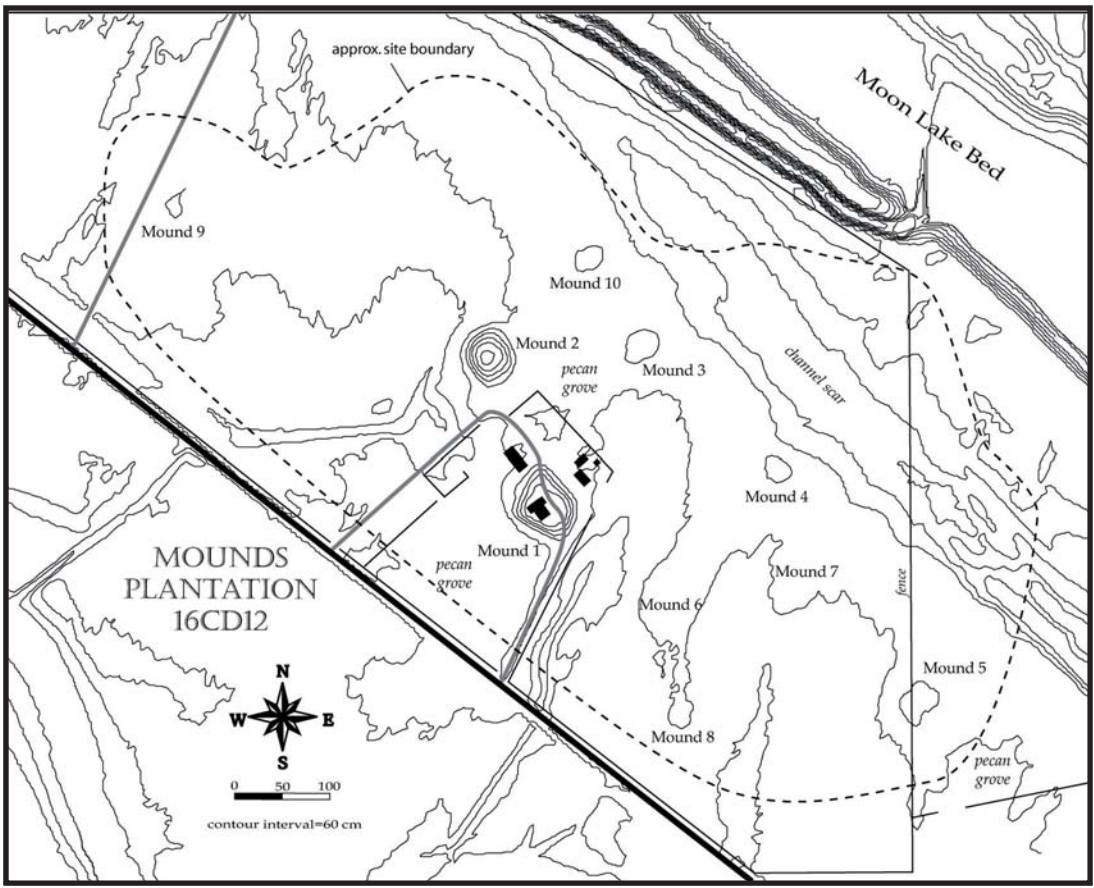 approx. site boundary
Moon Lake Bed
Mound 9
Mound 10
Mound 2
pecan
grove
Mound 3
channel scar
Mound 4
Mound 1
pecan
grove
MOUNDS
PLANTATION
16CD12
Mound 7
fence
Mound 6
Mound 5
Mound 8
pecan
grove
N
W E
S
0 50 100
contour interval=60 cm